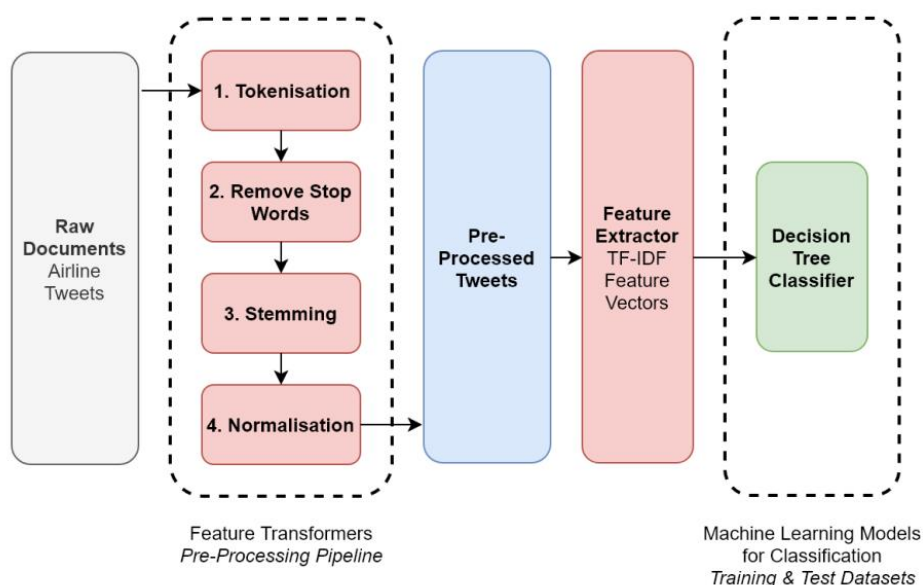 Raw
Documents
Airline
Tweets
1. Tokenisation
2. Remove Stop
Words
3. Stemming
4. Normalisation
Feature Transformers
Pre-Processing Pipeline
Pre-
Processed
Tweets
Feature
Extractor
TF-IDF
Feature
Vectors
Decision
Tree
Classifier
Machine Learning Models
for Classification
Training & Test Datasets